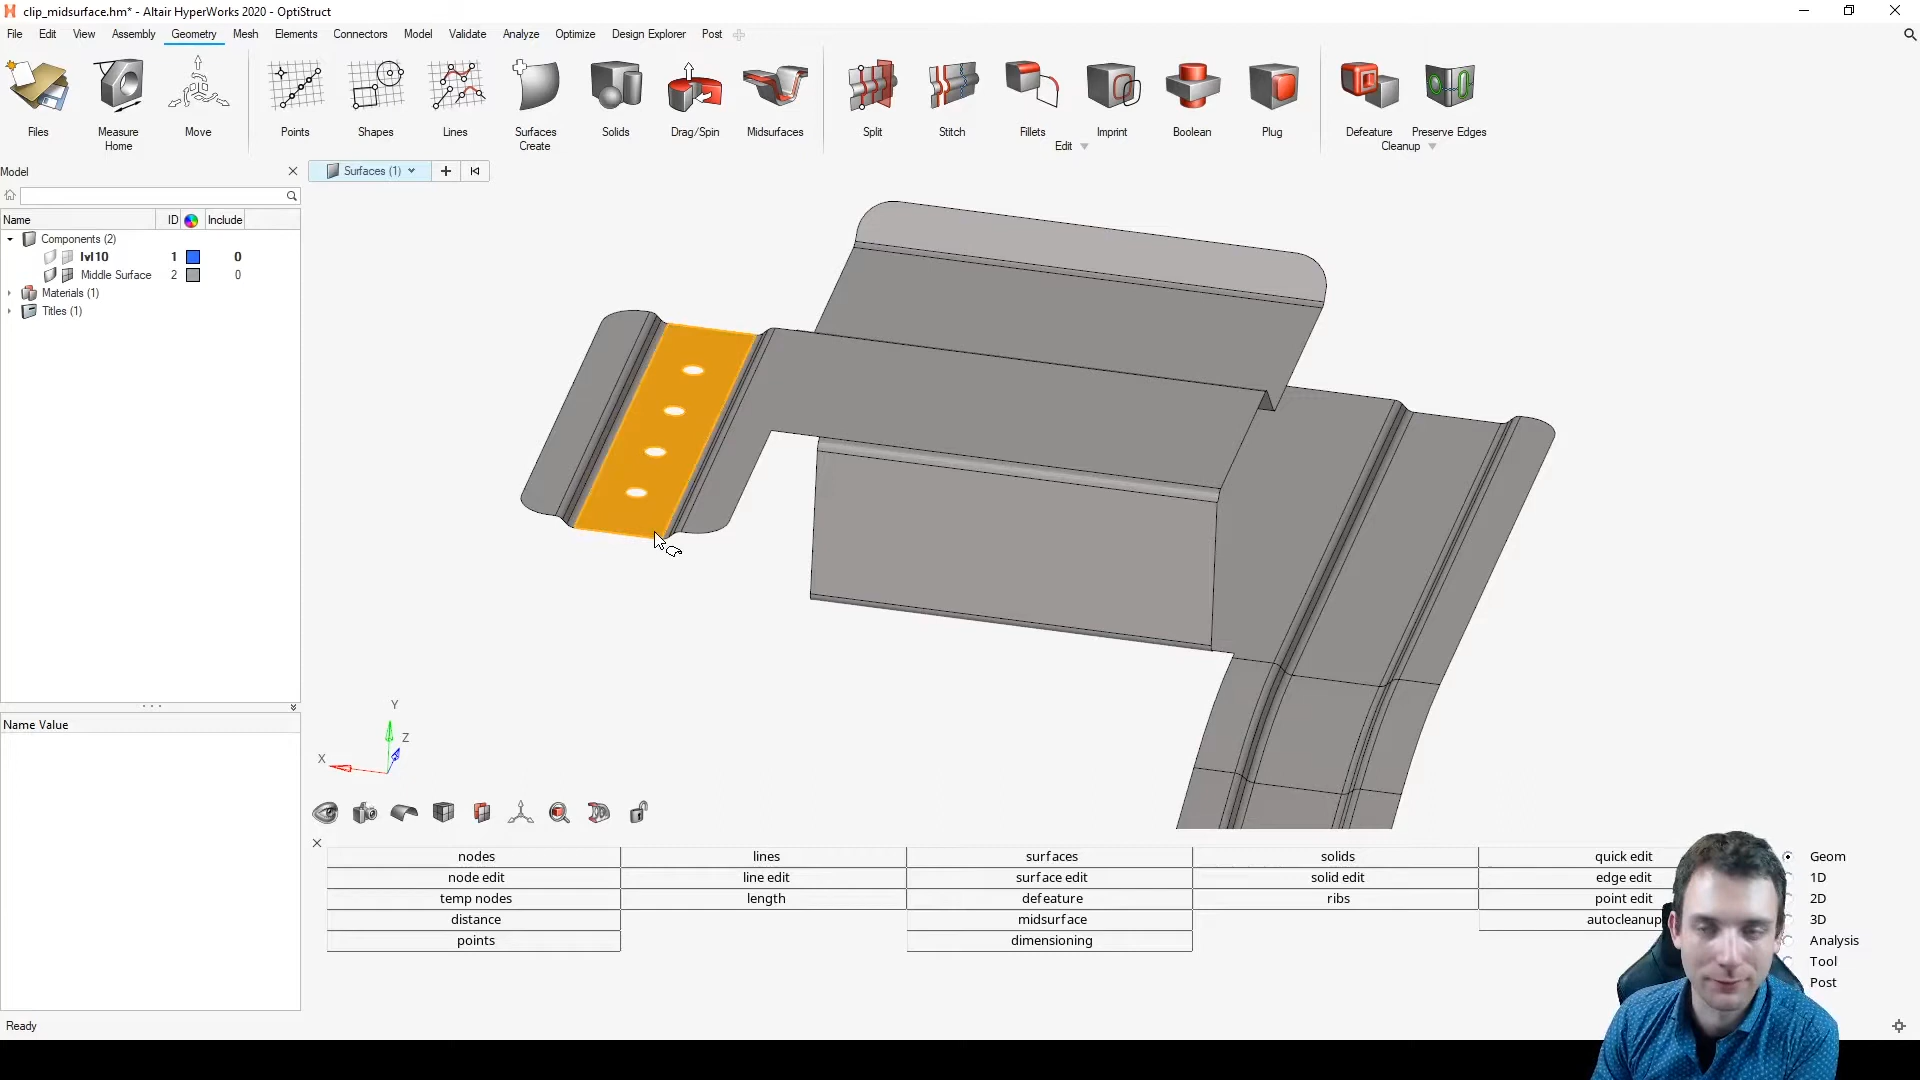 clip_midsurface.hm* - Altair HyperWorks 2020 - OptiStruct
File Edit View Assembly Geometry Mesh Elements Connectors Model Validate Analyze Optimize Design Explorer Post
Files Measure Move Points Shapes Lines Surfaces Solids Drag/Spin Midsurfaces Split Stitch Fillets Imprint Boolean Plug Defeature Preserve Edges
Home Create Edit Cleanup
Model
Surfaces (1)
Name ID Include
Components (2)
lvl10 1 0
Middle Surface 2 0
Materials (1)
Titles (1)
Name Value
Y
Z
X
nodes lines surfaces solids quick edit Geom
node edit line edit surface edit solid edit edge edit 1D
temp nodes length defeature ribs point edit 2D
distance midsurface autocleanup 3D
points dimensioning Analysis
Tool
Post
Ready